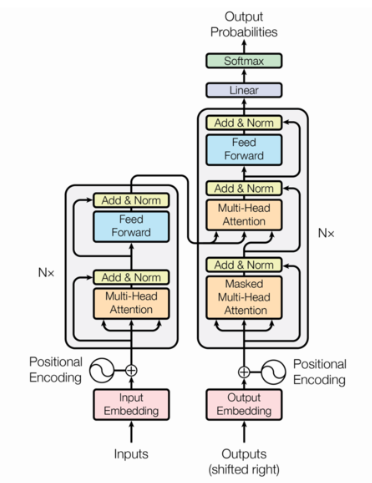 Output
Probabilities
Softmax
Linear
Add & Norm
Feed
Forward
Add & Norm
Multi-Head
Attention
Add & Norm
Masked
Multi-Head
Attention
Nx
Add & Norm
Feed
Forward
Add & Norm
Multi-Head
Attention
Nx
Positional
Encoding
Input
Embedding
Inputs
Positional
Encoding
Output
Embedding
Outputs
(shifted right)